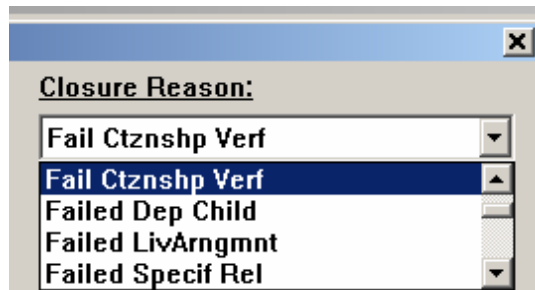 Closure Reason:
Fail Ctznshp Verf
Fail Ctznshp Verf
Failed Dep Child
Failed LivArngmnt
Failed Specif Rel